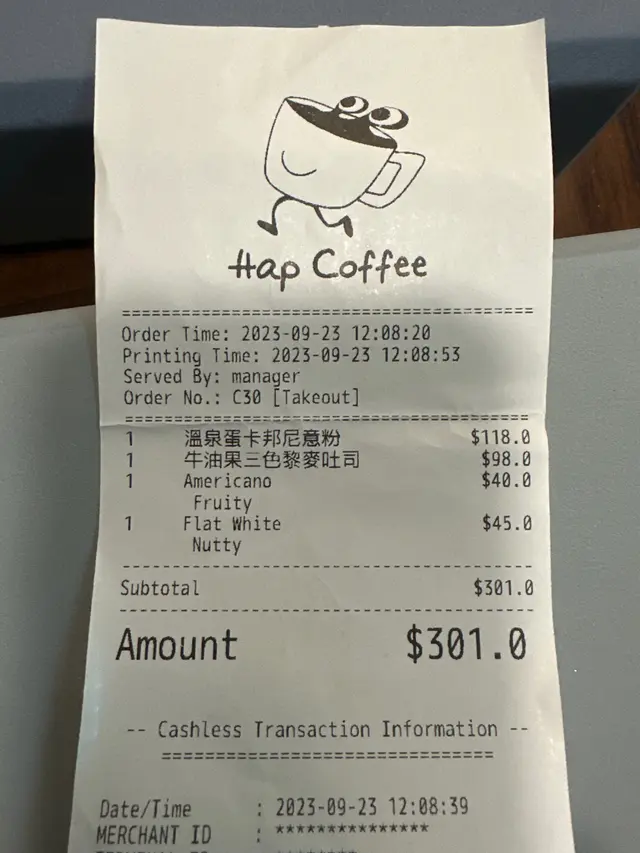 Hap Coffee
==========================================
Order Time: 2023-09-23 12:08:20
Printing Time: 2023-09-23 12:08:53
Served By: manager
Order No.: C30 [Takeout]
==========================================
1 溫泉蛋卡邦尼意粉 $118.0
1 牛油果三色藜麥吐司 $98.0
1 Americano $40.0
Fruity
1 Flat White $45.0
Nutty
------------------------------------------
Subtotal $301.0
------------------------------------------
Amount $301.0
-- Cashless Transaction Information --
================================
Date/Time : 2023-09-23 12:08:39
MERCHANT ID : ***************